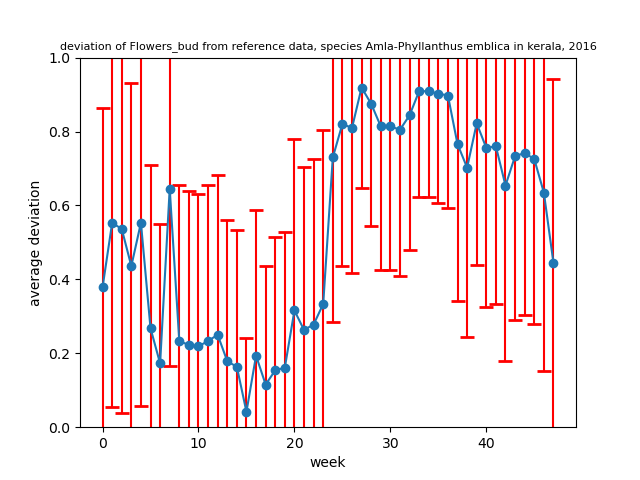 deviation of Flowers_bud from reference data, species Amla-Phyllanthus emblica in kerala, 2016
1.0
0.8
0.6
0.4
0.2
0.0
average deviation
0 10 20 30 40
week